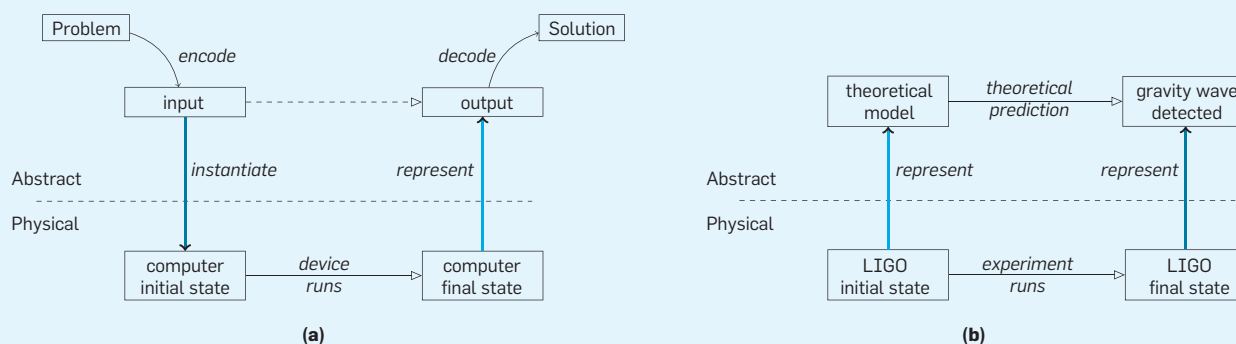 Problem
Solution
encode
decode
input
output
instantiate
represent
Abstract
Physical
computer
initial state
device
runs
computer
final state
(a)
theoretical
model
theoretical
prediction
gravity wave
detected
represent
represent
Abstract
Physical
LIGO
initial state
experiment
runs
LIGO
final state
(b)